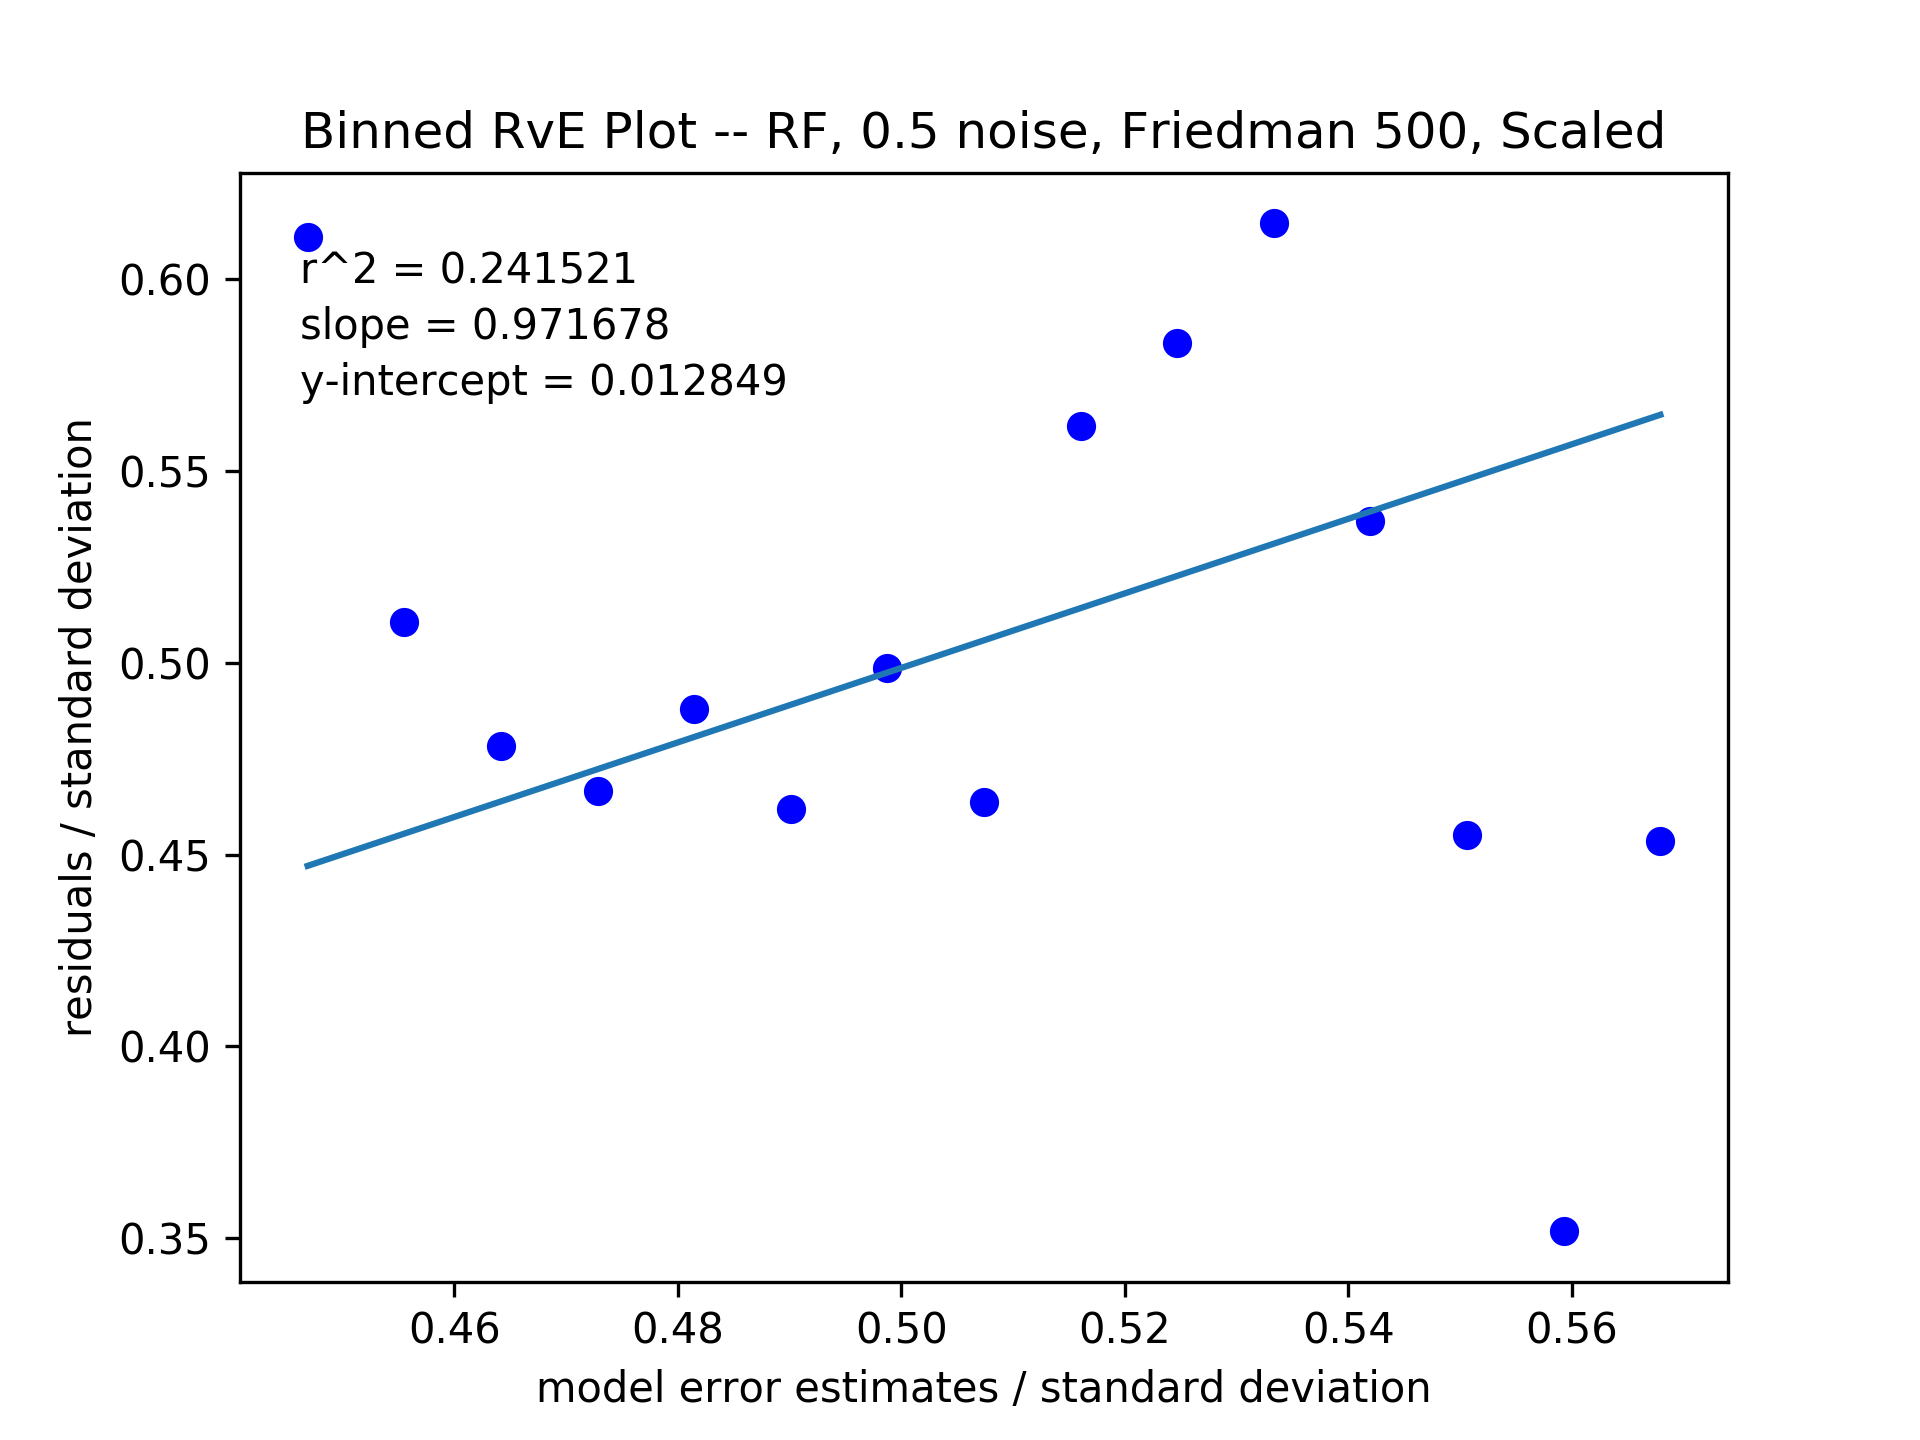 Binned RvE Plot -- RF, 0.5 noise, Friedman 500, Scaled
r^2 = 0.241521
slope = 0.971678
y-intercept = 0.012849
residuals / standard deviation
0.60
0.55
0.50
0.45
0.40
0.35
0.46 0.48 0.50 0.52 0.54 0.56
model error estimates / standard deviation